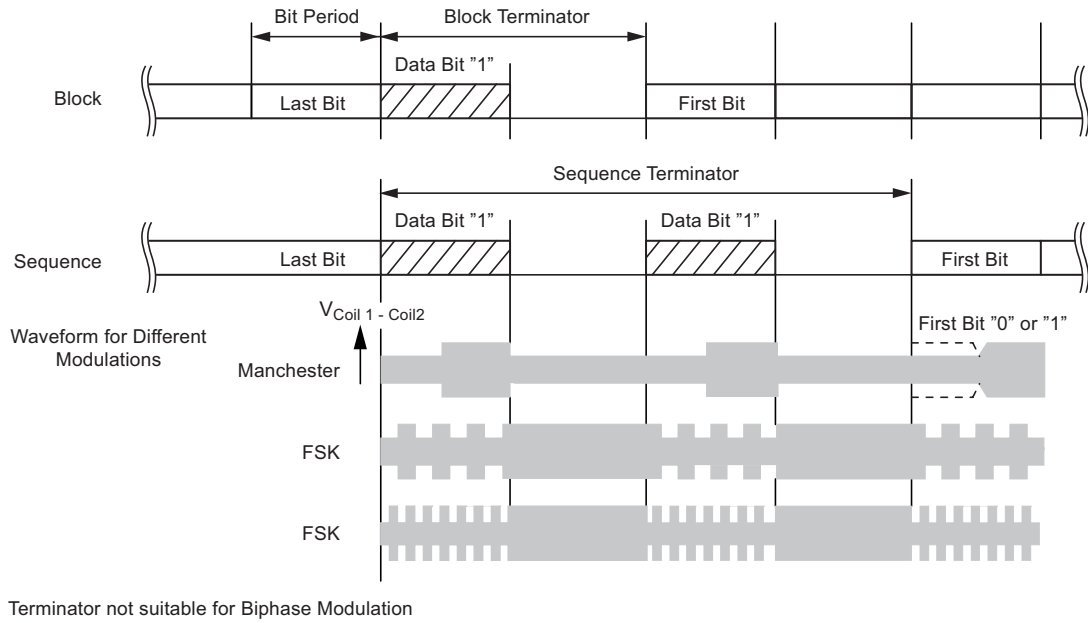 Bit Period
Block Terminator
Data Bit ”1”
Block
Last Bit
First Bit
Sequence Terminator
Data Bit ”1”
Data Bit ”1”
Sequence
Last Bit
First Bit
VCoil 1 - Coil2
Waveform for Different
Modulations
First Bit ”0” or ”1”
Manchester
FSK
FSK
Terminator not suitable for Biphase Modulation